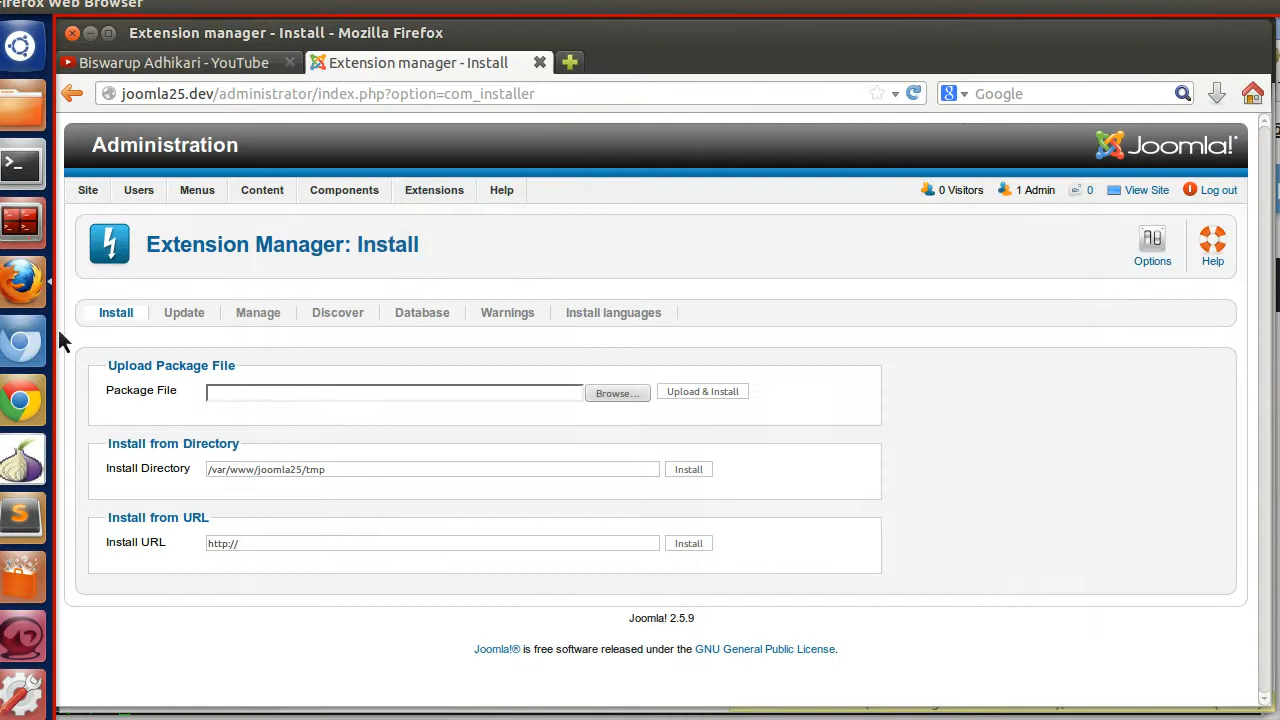 Firefox Web Browser
Extension manager - Install - Mozilla Firefox
Biswarup Adhikari - YouTube
Extension manager - Install
joomla25.dev/administrator/index.php?option=com_installer
Google
Administration
Joomla!®
Site Users Menus Content Components Extensions Help
0 Visitors 1 Admin 0 View Site Log out
Extension Manager: Install
Options Help
Install Update Manage Discover Database Warnings Install languages
Upload Package File
Package File Browse... Upload & Install
Install from Directory
Install Directory /var/www/joomla25/tmp Install
Install from URL
Install URL http:// Install
Joomla! 2.5.9
Joomla!® is free software released under the GNU General Public License.